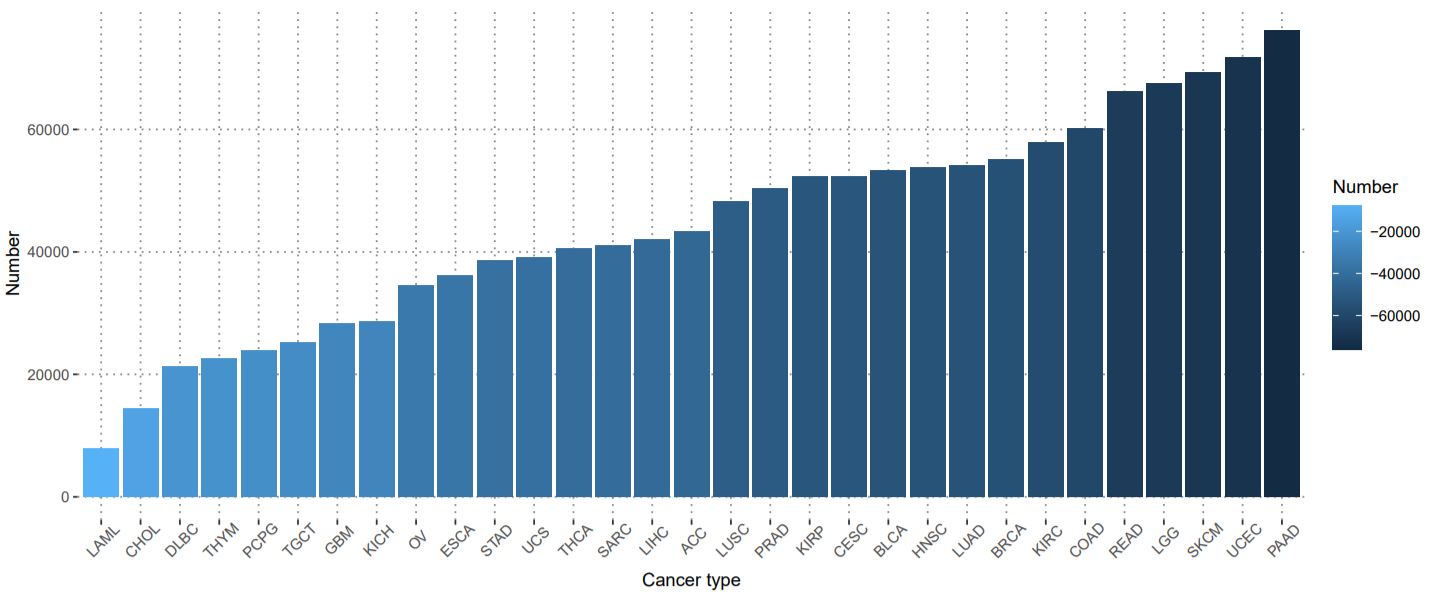 Number
60000
40000
20000
0
LAML CHOL DLBC THYM PCPG TGCT GBM KICH OV ESCA STAD UCS THCA SARC LIHC ACC LUSC PRAD KIRP CESC BLCA HNSC LUAD BRCA KIRC COAD READ LGG SKCM UCEC PAAD
Cancer type
Number
−20000
−40000
−60000